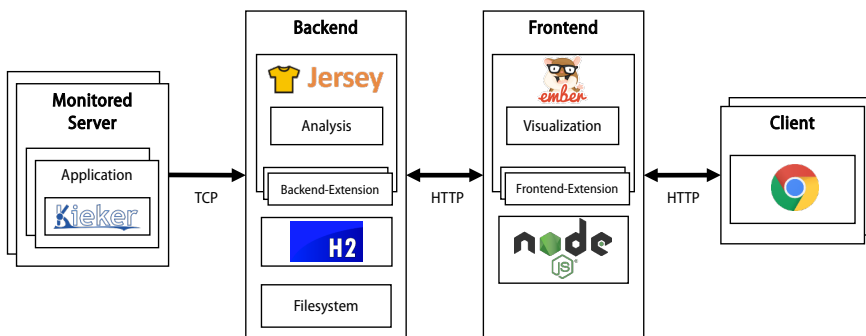 Monitored
Server
Application
Kieker
TCP
Backend
Jersey
Analysis
Backend-Extension
H2
Filesystem
HTTP
Frontend
ember
Visualization
Frontend-Extension
node
JS
HTTP
Client